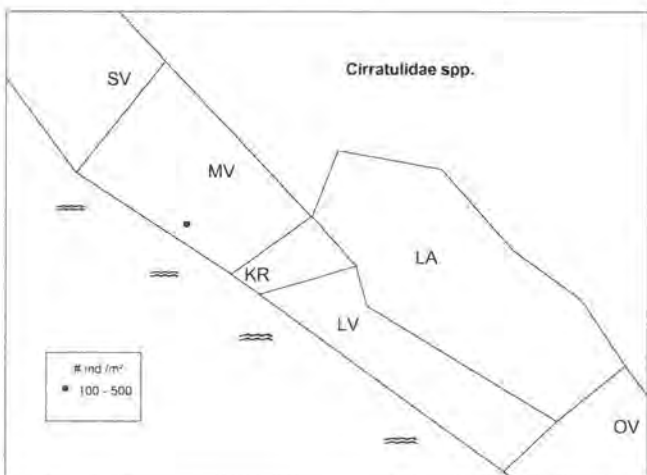 Cirratulidae spp.
SV
MV
LA
KR
LV
# ind /m²
100 - 500
OV